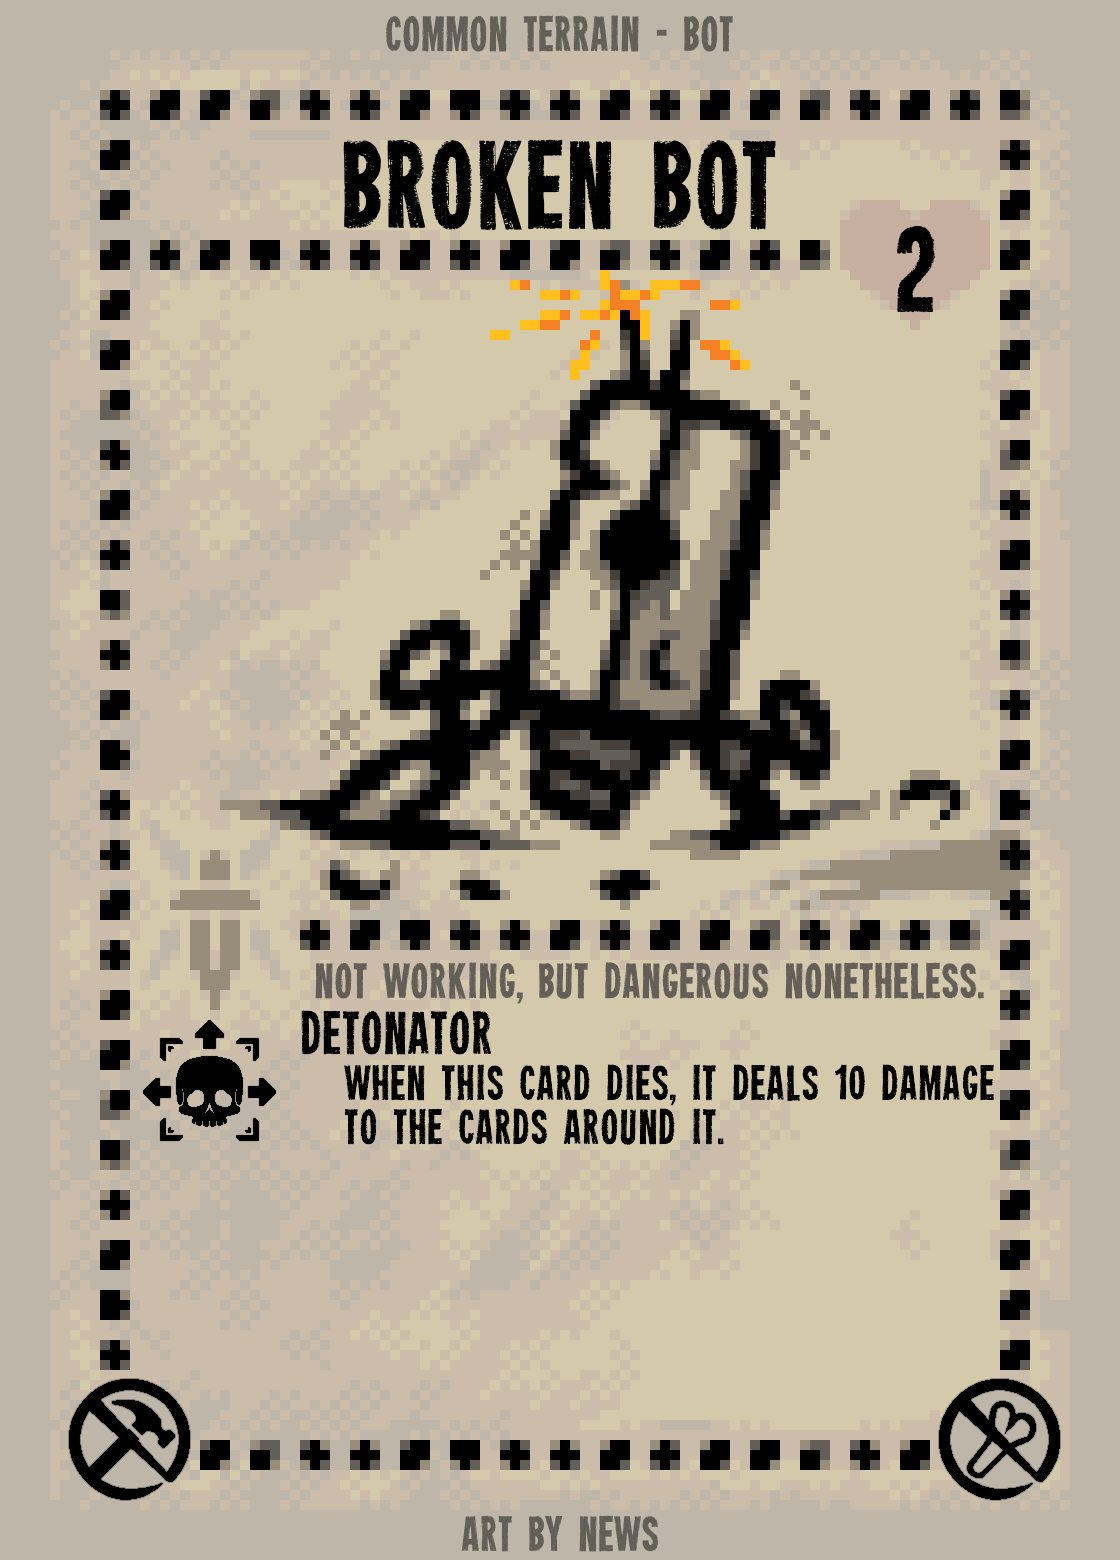 COMMON TERRAIN - BOT
BROKEN BOT
2
NOT WORKING, BUT DANGEROUS NONETHELESS.
DETONATOR
WHEN THIS CARD DIES, IT DEALS 10 DAMAGE
TO THE CARDS AROUND IT.
ART BY NEWS